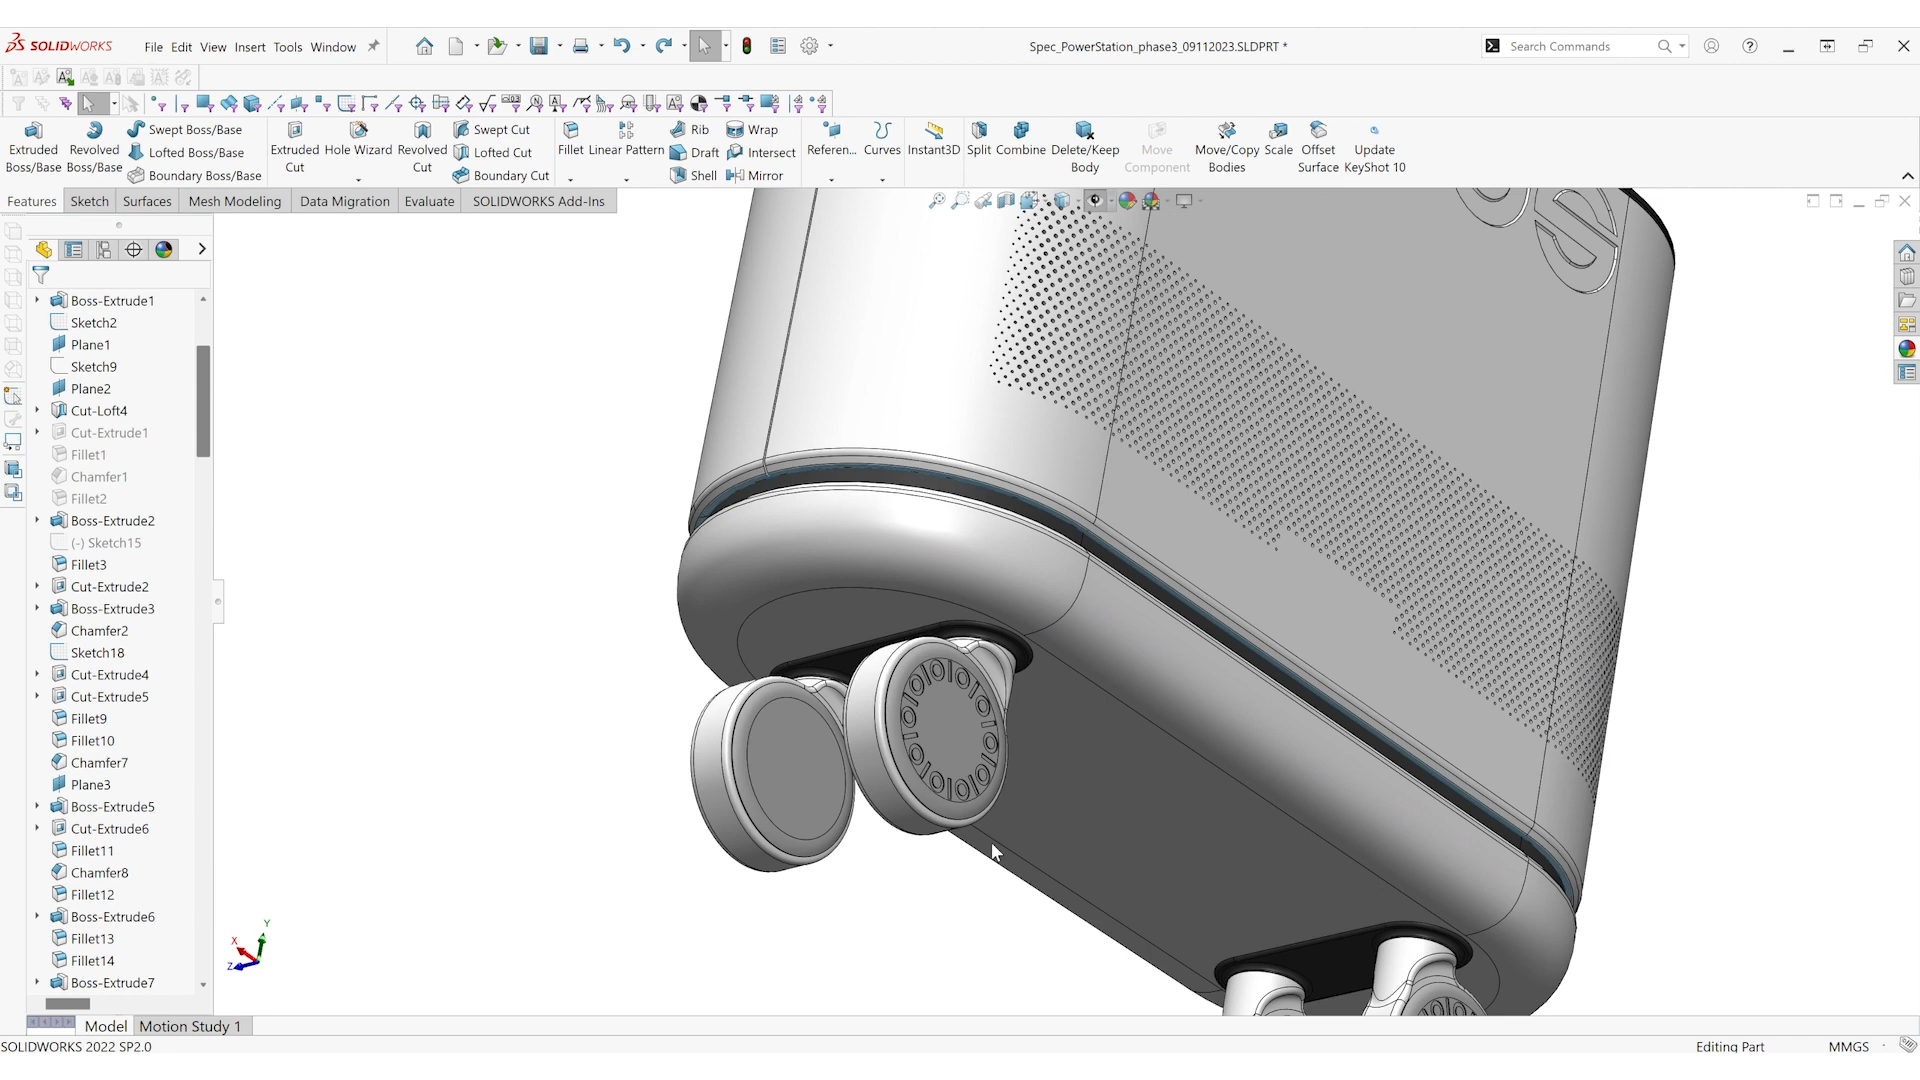 SOLIDWORKS File Edit View Insert Tools Window Spec_PowerStation_phase3_09112023.SLDPRT * Search Commands
Extruded Boss/Base
Revolved Boss/Base
Swept Boss/Base
Lofted Boss/Base
Boundary Boss/Base
Extruded Cut
Hole Wizard
Revolved Cut
Swept Cut
Lofted Cut
Boundary Cut
Fillet
Linear Pattern
Rib
Draft
Shell
Wrap
Intersect
Mirror
Referen...
Curves
Instant3D
Split
Combine
Delete/Keep Body
Move Component
Move/Copy Bodies
Scale
Offset Surface
Update KeyShot 10
Features Sketch Surfaces Mesh Modeling Data Migration Evaluate SOLIDWORKS Add-Ins
Boss-Extrude1
Sketch2
Plane1
Sketch9
Plane2
Cut-Loft4
Cut-Extrude1
Fillet1
Chamfer1
Fillet2
Boss-Extrude2
(-) Sketch15
Fillet3
Cut-Extrude2
Boss-Extrude3
Chamfer2
Sketch18
Cut-Extrude4
Cut-Extrude5
Fillet9
Fillet10
Chamfer7
Plane3
Boss-Extrude5
Cut-Extrude6
Fillet11
Chamfer8
Fillet12
Boss-Extrude6
Fillet13
Fillet14
Boss-Extrude7
Y
X
Z
Model Motion Study 1
SOLIDWORKS 2022 SP2.0 Editing Part MMGS